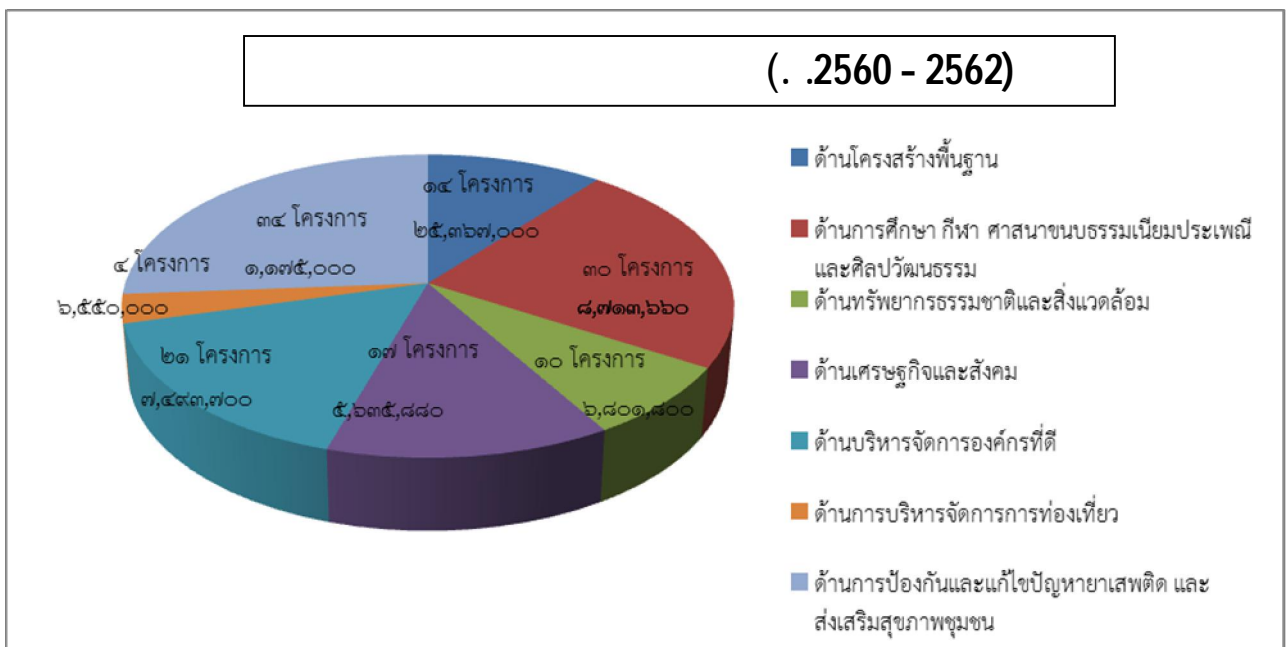 (. .2560 - 2562)
๑๔ โครงการ
๒๕,๓๖๗,๐๐๐
๓๐ โครงการ
๘,๗๑๓,๖๖๐
๑๐ โครงการ
๖,๘๐๑,๘๐๐
๑๗ โครงการ
๕,๖๓๕,๘๘๐
๒๑ โครงการ
๗,๔๙๓,๗๐๐
๔ โครงการ
๖,๕๕๐,๐๐๐
๓๔ โครงการ
๑,๑๗๕,๐๐๐
ด้านโครงสร้างพื้นฐาน
ด้านการศึกษา กีฬา ศาสนาขนบธรรมเนียมประเพณี
และศิลปวัฒนธรรม
ด้านทรัพยากรธรรมชาติและสิ่งแวดล้อม
ด้านเศรษฐกิจและสังคม
ด้านบริหารจัดการองค์กรที่ดี
ด้านการบริหารจัดการการท่องเที่ยว
ด้านการป้องกันและแก้ไขปัญหายาเสพติด และ
ส่งเสริมสุขภาพชุมชน